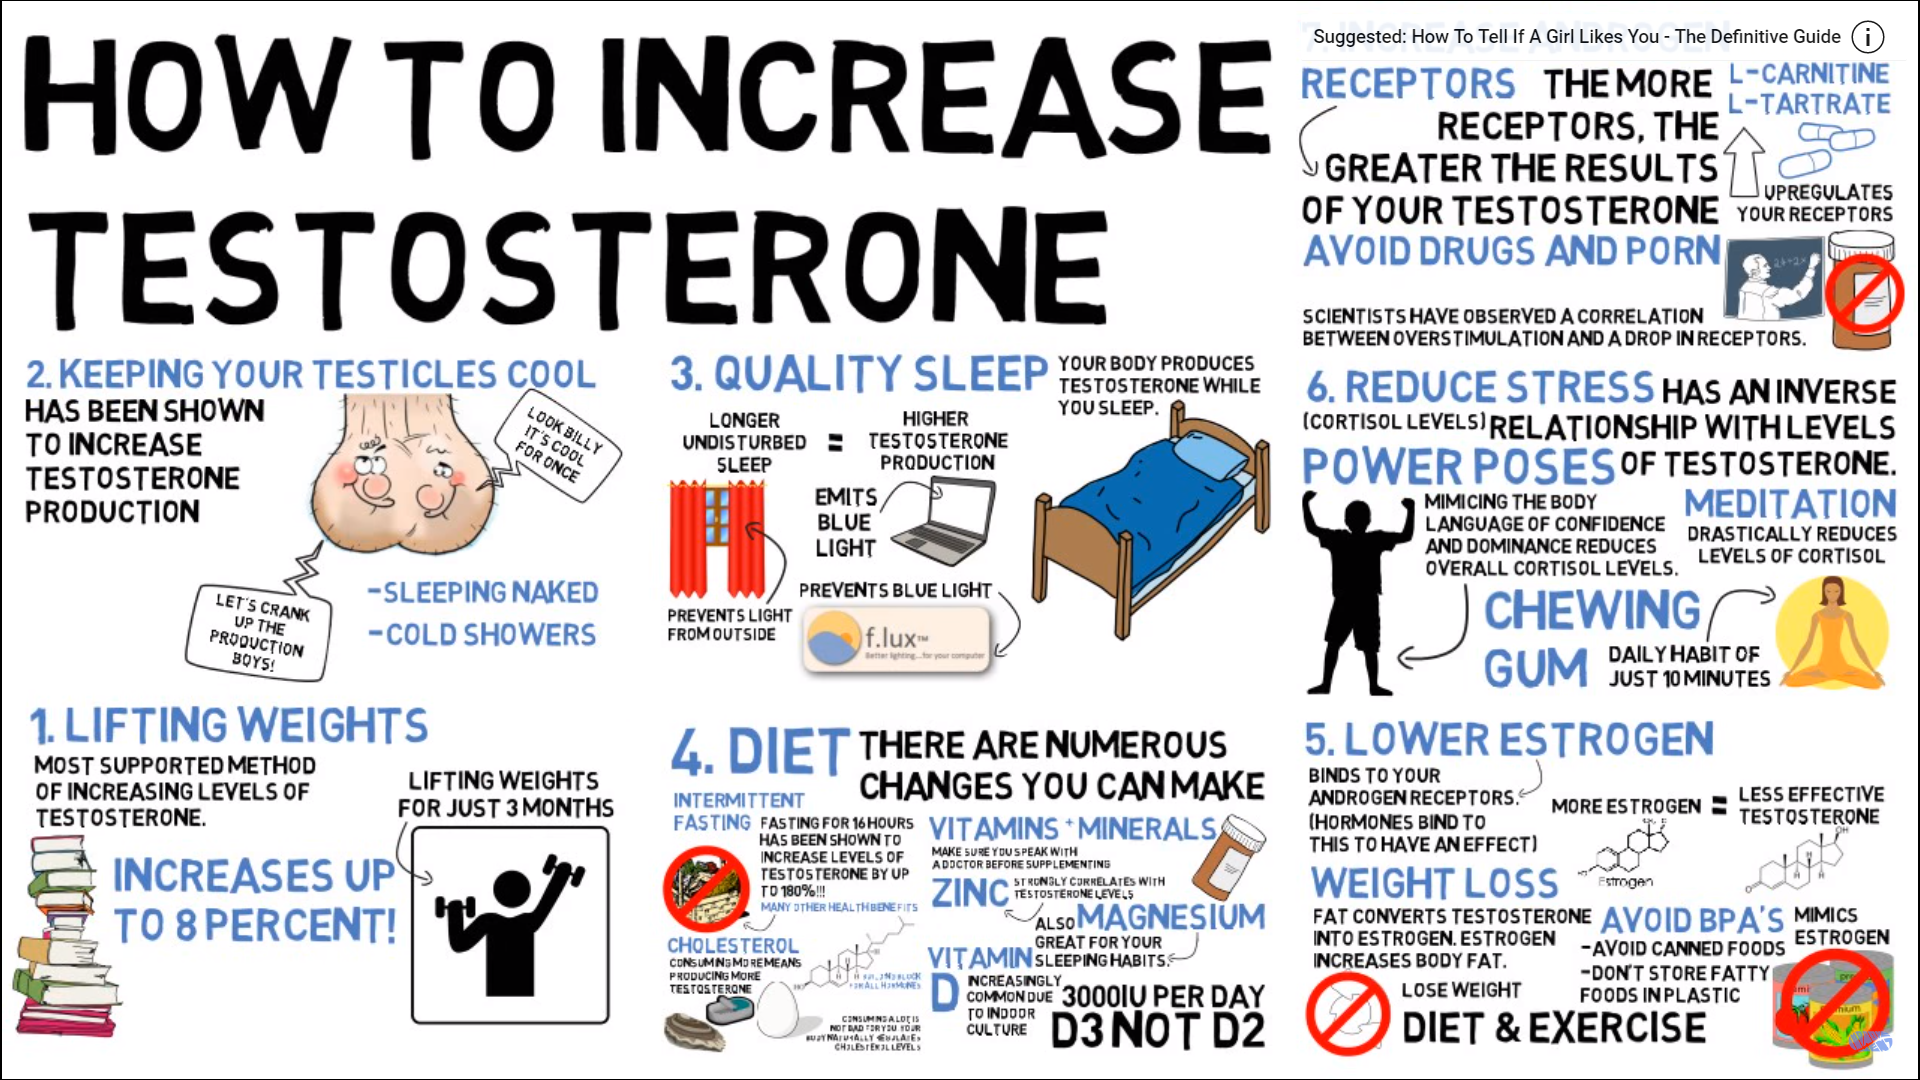 HOW TO INCREASE
TESTOSTERONE
2. KEEPING YOUR TESTICLES COOL
HAS BEEN SHOWN
TO INCREASE
TESTOSTERONE
PRODUCTION
LOOK BILLY
IT'S COOL
FOR ONCE
LET'S CRANK
UP THE
PRODUCTION
BOYS!
-SLEEPING NAKED
-COLD SHOWERS
1. LIFTING WEIGHTS
MOST SUPPORTED METHOD
OF INCREASING LEVELS OF
TESTOSTERONE.
LIFTING WEIGHTS
FOR JUST 3 MONTHS
INCREASES UP
TO 8 PERCENT!
3. QUALITY SLEEP
YOUR BODY PRODUCES
TESTOSTERONE WHILE
YOU SLEEP.
LONGER
UNDISTURBED
SLEEP
=
HIGHER
TESTOSTERONE
PRODUCTION
EMITS
BLUE
LIGHT
PREVENTS LIGHT
FROM OUTSIDE
PREVENTS BLUE LIGHT
f.lux™
Better lighting...for your computer
4. DIET THERE ARE NUMEROUS
CHANGES YOU CAN MAKE
INTERMITTENT
FASTING
FASTING FOR 16 HOURS
HAS BEEN SHOWN TO
INCREASE LEVELS OF
TESTOSTERONE BY UP
TO 180%!!!
MANY OTHER HEALTH BENEFITS
CHOLESTEROL
CONSUMING MORE MEANS
PRODUCING MORE
TESTOSTERONE
BUILDING BLOCK
FOR ALL HORMONES
CONSUMING A LOT IS
NOT BAD FOR YOU. YOUR
BODY NATURALLY REGULATES
CHOLESTEROL LEVELS
VITAMINS + MINERALS
MAKE SURE YOU SPEAK WITH
A DOCTOR BEFORE SUPPLEMENTING
ZINC
STRONGLY CORRELATES WITH
TESTOSTERONE LEVELS
ALSO MAGNESIUM
GREAT FOR YOUR
SLEEPING HABITS.
VITAMIN
D
INCREASINGLY
COMMON DUE
TO INDOOR
CULTURE
3000IU PER DAY
D3 NOT D2
7. INCREASE ANDROGEN
Suggested: How To Tell If A Girl Likes You - The Definitive Guide
i
RECEPTORS THE MORE
RECEPTORS, THE
GREATER THE RESULTS
OF YOUR TESTOSTERONE
L-CARNITINE
L-TARTRATE
UPREGULATES
YOUR RECEPTORS
AVOID DRUGS AND PORN
SCIENTISTS HAVE OBSERVED A CORRELATION
BETWEEN OVERSTIMULATION AND A DROP IN RECEPTORS.
6. REDUCE STRESS HAS AN INVERSE
(CORTISOL LEVELS) RELATIONSHIP WITH LEVELS
OF TESTOSTERONE.
POWER POSES
MIMICING THE BODY
LANGUAGE OF CONFIDENCE
AND DOMINANCE REDUCES
OVERALL CORTISOL LEVELS.
MEDITATION
DRASTICALLY REDUCES
LEVELS OF CORTISOL
CHEWING
GUM
DAILY HABIT OF
JUST 10 MINUTES
5. LOWER ESTROGEN
BINDS TO YOUR
ANDROGEN RECEPTORS.
(HORMONES BIND TO
THIS TO HAVE AN EFFECT)
MORE ESTROGEN = LESS EFFECTIVE
TESTOSTERONE
Estrogen
WEIGHT LOSS
FAT CONVERTS TESTOSTERONE
INTO ESTROGEN. ESTROGEN
INCREASES BODY FAT.
LOSE WEIGHT
DIET & EXERCISE
AVOID BPA'S
MIMICS
ESTROGEN
-AVOID CANNED FOODS
-DON'T STORE FATTY
FOODS IN PLASTIC